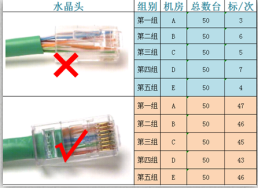 水晶头 组别 机房 总数台 标/次
第一组 A 50 3
第二组 B 50 6
第三组 C 50 5
第四组 D 50 7
第五组 E 50 4
第一组 A 50 47
第二组 B 50 46
第三组 C 50 45
第四组 D 50 43
第五组 E 50 46